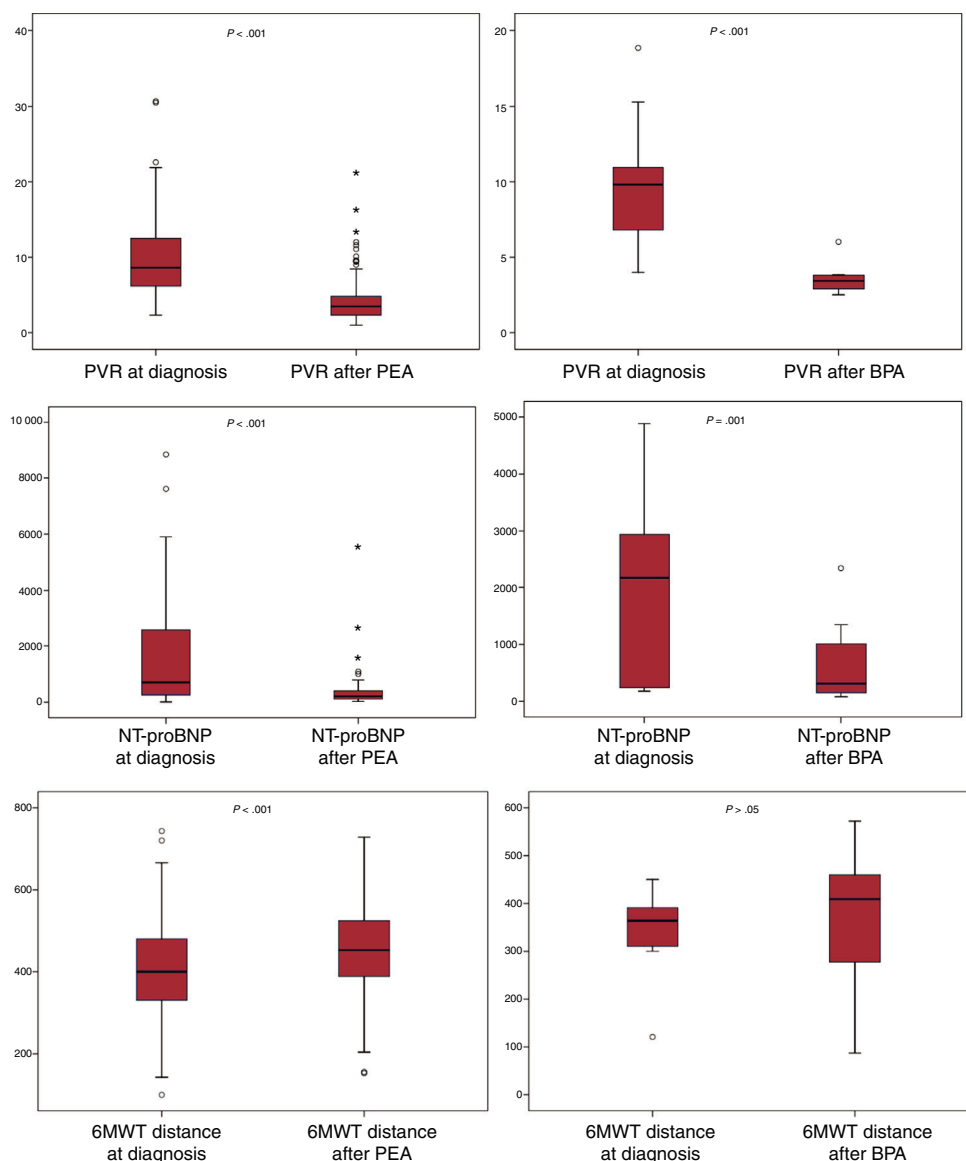 P < .001
40
30
20
10
0
PVR at diagnosis PVR after PEA
P < .001
20
15
10
5
0
PVR at diagnosis PVR after BPA
P < .001
10 000
8000
6000
4000
2000
0
NT-proBNP NT-proBNP
at diagnosis after PEA
P = .001
5000
4000
3000
2000
1000
0
NT-proBNP NT-proBNP
at diagnosis after BPA
P < .001
800
600
400
200
6MWT distance 6MWT distance
at diagnosis after PEA
P > .05
600
500
400
300
200
100
0
6MWT distance 6MWT distance
at diagnosis after BPA